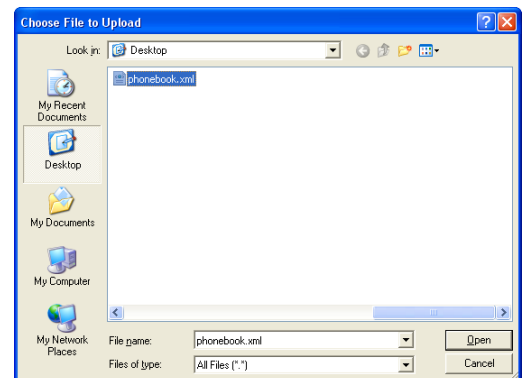 Choose File to Upload
Look in: Desktop
phonebook.xml
My Recent
Documents
Desktop
My Documents
My Computer
My Network
Places
File name: phonebook.xml Open
Files of type: All Files (".") Cancel